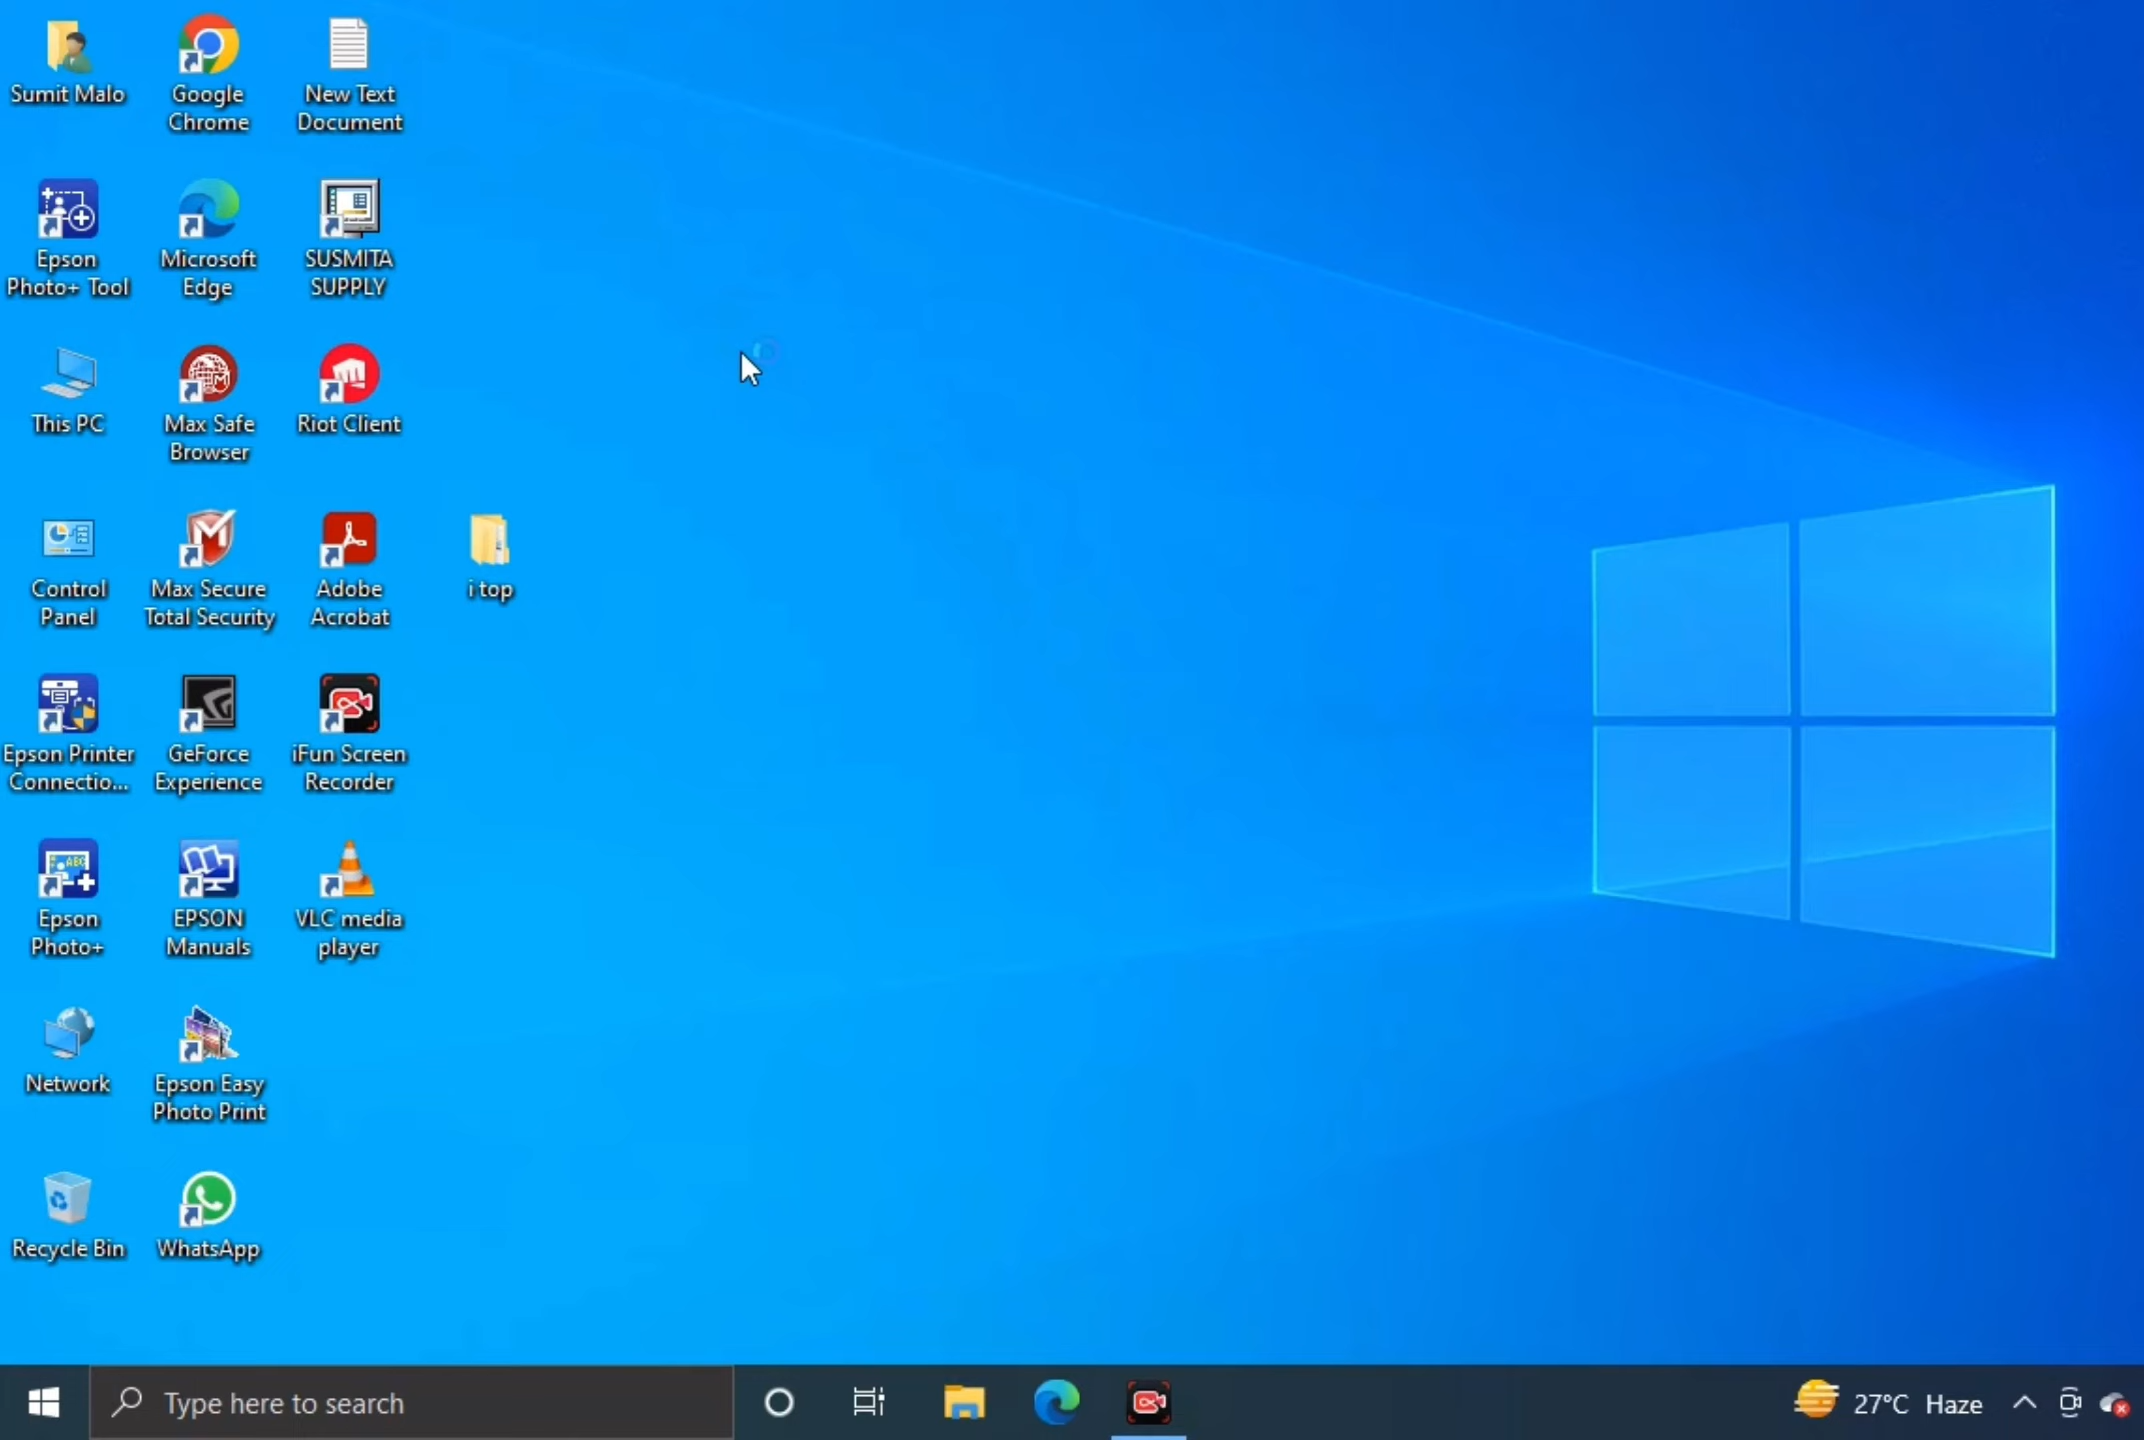 Sumit Malo
Google
Chrome
New Text
Document
Epson
Photo+ Tool
Microsoft
Edge
SUSMITA
SUPPLY
This PC
Max Safe
Browser
Riot Client
Control
Panel
Max Secure
Total Security
Adobe
Acrobat
i top
Epson Printer
Connectio...
GeForce
Experience
iFun Screen
Recorder
Epson
Photo+
EPSON
Manuals
VLC media
player
Network
Epson Easy
Photo Print
Recycle Bin
WhatsApp
Type here to search
27°C Haze